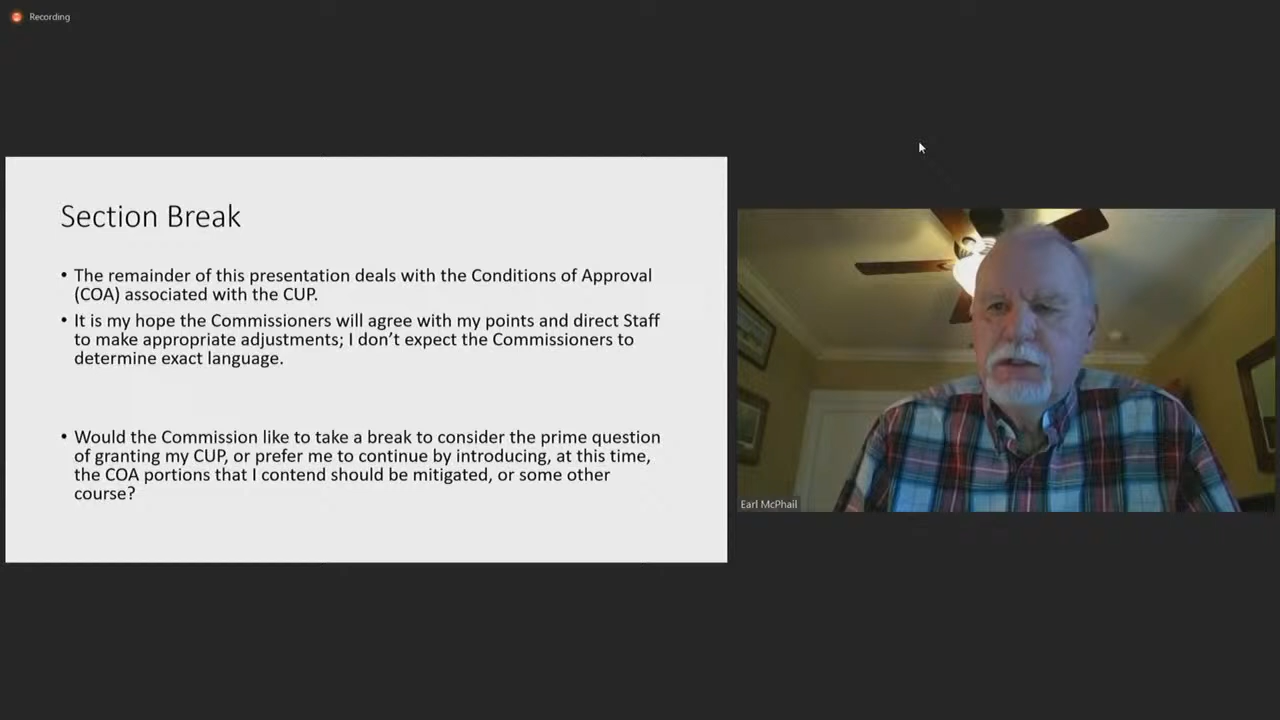 Recording
Section Break
• The remainder of this presentation deals with the Conditions of Approval
(COA) associated with the CUP.
• It is my hope the Commissioners will agree with my points and direct Staff
to make appropriate adjustments; I don’t expect the Commissioners to
determine exact language.
• Would the Commission like to take a break to consider the prime question
of granting my CUP, or prefer me to continue by introducing, at this time,
the COA portions that I contend should be mitigated, or some other
course?
Earl McPhail